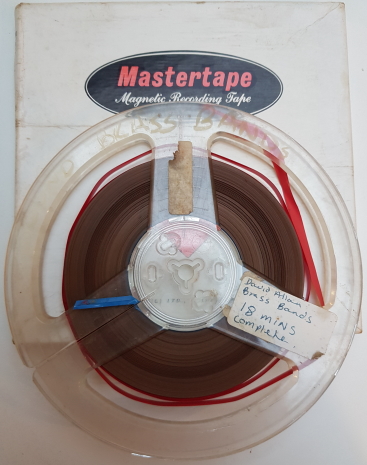 Mastertape
Magnetic Recording Tape
BRASS BANDS
David Allan
Brass Bands
18 mins
complete.